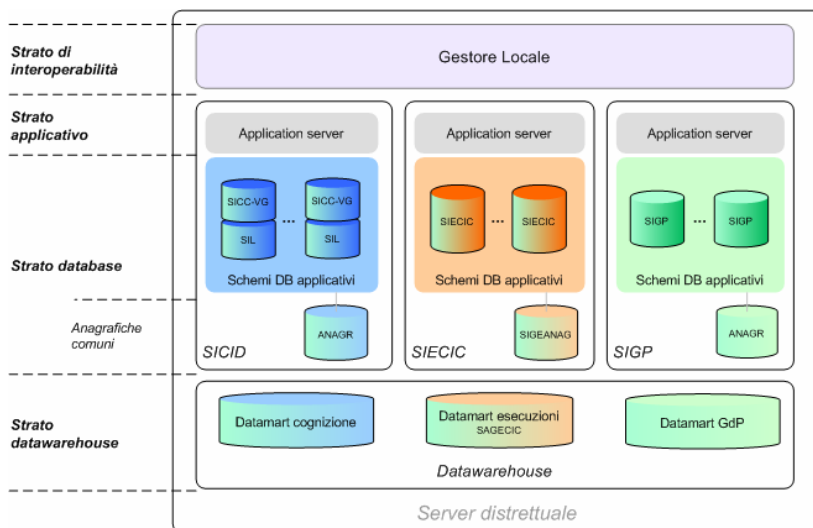 Strato di
interoperabilità
Gestore Locale
Strato
applicativo
Application server
Application server
Application server
Strato database
SICC-VG
SIL
...
SICC-VG
SIL
Schemi DB applicativi
SIECIC
...
SIECIC
Schemi DB applicativi
SIGP
...
SIGP
Schemi DB applicativi
Anagrafiche
comuni
ANAGR
SICID
SIGEANAG
SIECIC
ANAGR
SIGP
Strato
datawarehouse
Datamart cognizione
Datamart esecuzioni
SAGECIC
Datamart GdP
Datawarehouse
Server distrettuale